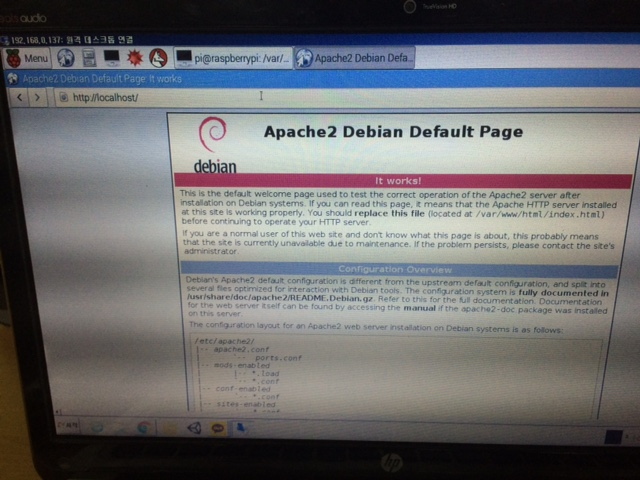 audio
TrueVision HD
192.168.0.137: 원격 데스크톱 연결
Menu
pi@raspberrypi: /var/...
Apache2 Debian Defa...
Apache2 Debian Default Page: It works
http://localhost/
debian
Apache2 Debian Default Page
It works!
This is the default welcome page used to test the correct operation of the Apache2 server after
installation on Debian systems. If you can read this page, it means that the Apache HTTP server installed
at this site is working properly. You should replace this file (located at /var/www/html/index.html)
before continuing to operate your HTTP server.
If you are a normal user of this web site and don't know what this page is about, this probably means
that the site is currently unavailable due to maintenance. If the problem persists, please contact the site's
administrator.
Configuration Overview
Debian's Apache2 default configuration is different from the upstream default configuration, and split into
several files optimized for interaction with Debian tools. The configuration system is fully documented in
/usr/share/doc/apache2/README.Debian.gz. Refer to this for the full documentation. Documentation
for the web server itself can be found by accessing the manual if the apache2-doc package was installed
on this server.
The configuration layout for an Apache2 web server installation on Debian systems is as follows:
/etc/apache2/
|-- apache2.conf
|   `-- ports.conf
|-- mods-enabled
|   |-- *.load
|   `-- *.conf
|-- conf-enabled
|   `-- *.conf
|-- sites-enabled
hp